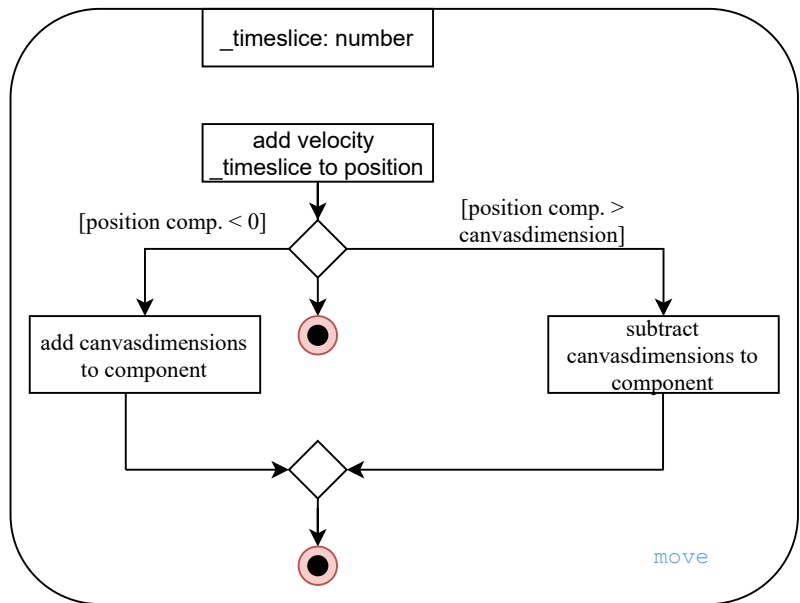 _timeslice: number
add velocity
_timeslice to position
[position comp. < 0]
[position comp. >
canvasdimension]
add canvasdimensions
to component
subtract
canvasdimensions to
component
move